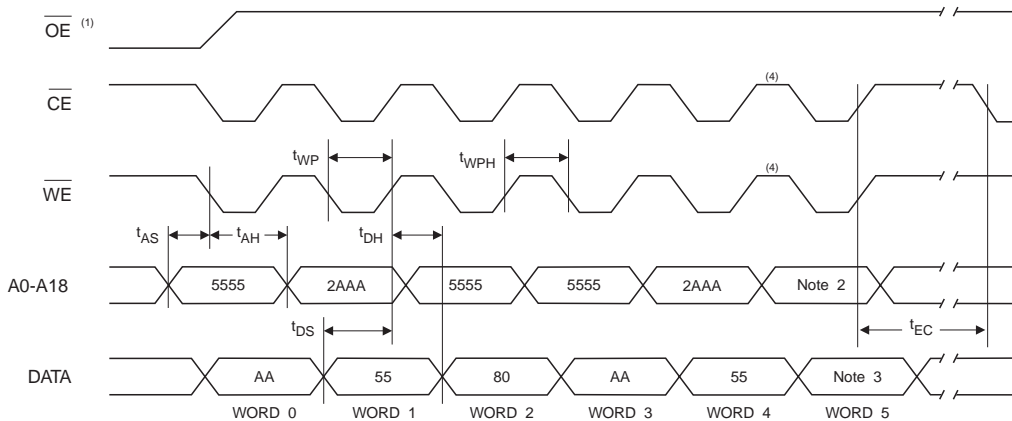 OE (1)
CE (4)
tWP tWPH
WE (4)
tAS tAH tDH
A0-A18 5555 2AAA 5555 5555 2AAA Note 2
tDS tEC
DATA AA 55 80 AA 55 Note 3
WORD 0 WORD 1 WORD 2 WORD 3 WORD 4 WORD 5